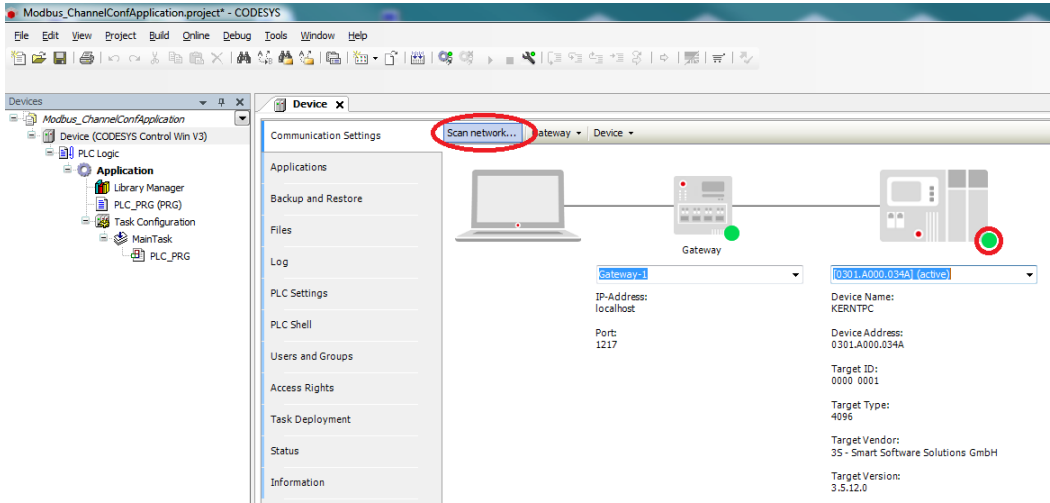 Modbus_ChannelConfApplication.project* - CODESYS
File Edit View Project Build Online Debug Tools Window Help
Devices
Modbus_ChannelConfApplication
Device (CODESYS Control Win V3)
PLC Logic
Application
Library Manager
PLC_PRG (PRG)
Task Configuration
MainTask
PLC_PRG
Device X
Communication Settings
Applications
Backup and Restore
Files
Log
PLC Settings
PLC Shell
Users and Groups
Access Rights
Task Deployment
Status
Information
Scan network... Gateway Device
Gateway
Gateway-1
IP-Address:
localhost
Port:
1217
[0301.A000.034A] (active)
Device Name:
KERNTPC
Device Address:
0301.A000.034A
Target ID:
0000 0001
Target Type:
4096
Target Vendor:
3S - Smart Software Solutions GmbH
Target Version:
3.5.12.0